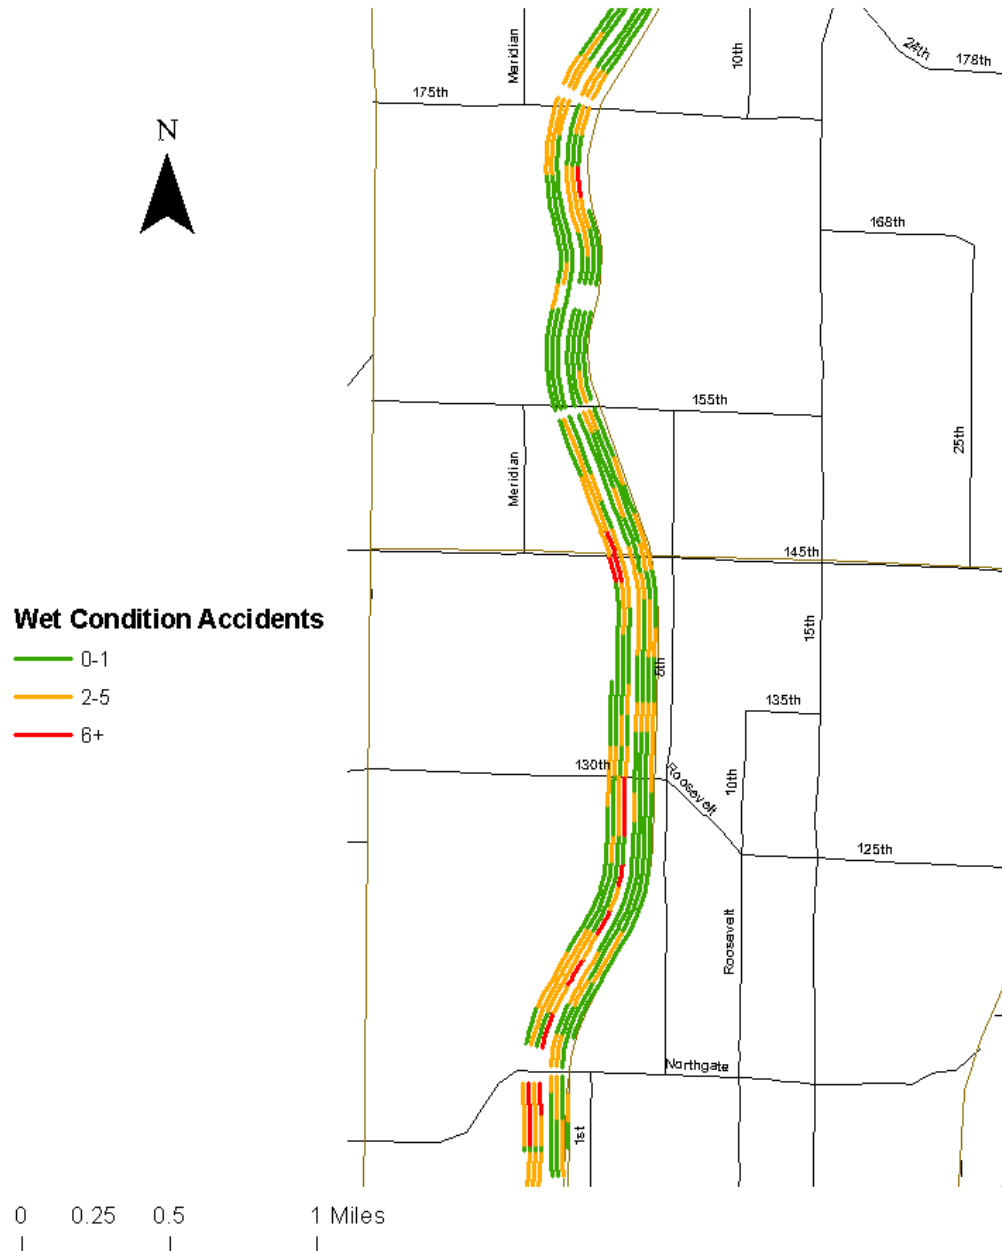 Meridian
10th
24th
178th
175th
N
168th
155th
25th
Meridian
145th
Wet Condition Accidents
0-1
2-5
6+
15th
5th
135th
130th
Roosevelt
10th
125th
Roosevelt
Northgate
1st
0 0.25 0.5 1 Miles